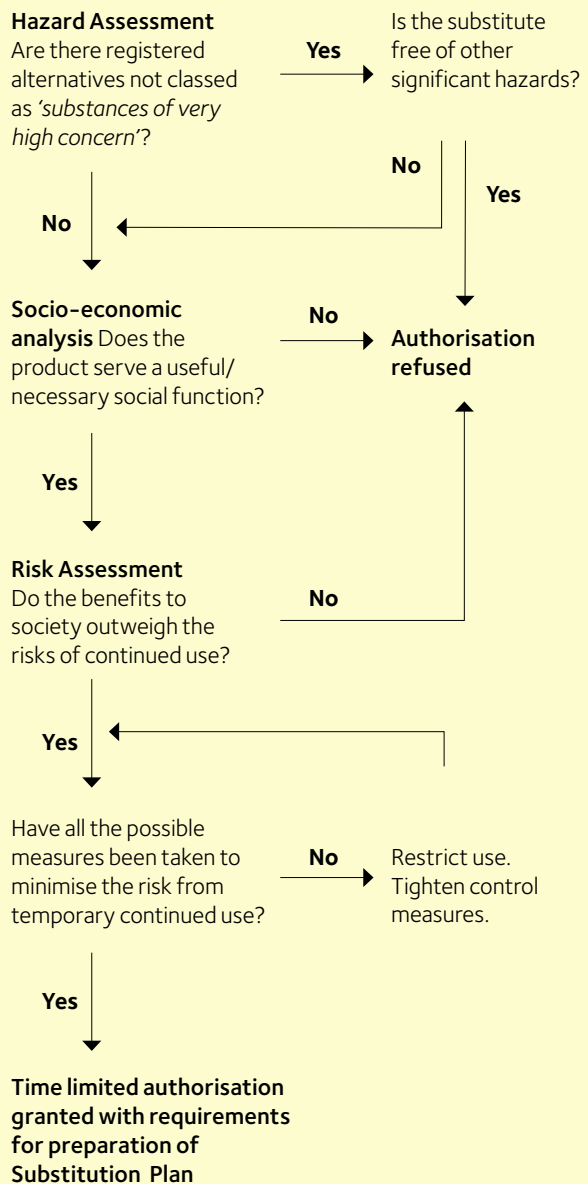 Hazard Assessment
Are there registered
alternatives not classed
as ‘substances of very
high concern’?
Yes
Is the substitute
free of other
significant hazards?
No
Yes
No
Socio-economic
analysis Does the
product serve a useful/
necessary social function?
No
Authorisation
refused
Yes
Risk Assessment
Do the benefits to
society outweigh the
risks of continued use?
No
Yes
Have all the possible
measures been taken to
minimise the risk from
temporary continued use?
No
Restrict use.
Tighten control
measures.
Yes
Time limited authorisation
granted with requirements
for preparation of
Substitution Plan